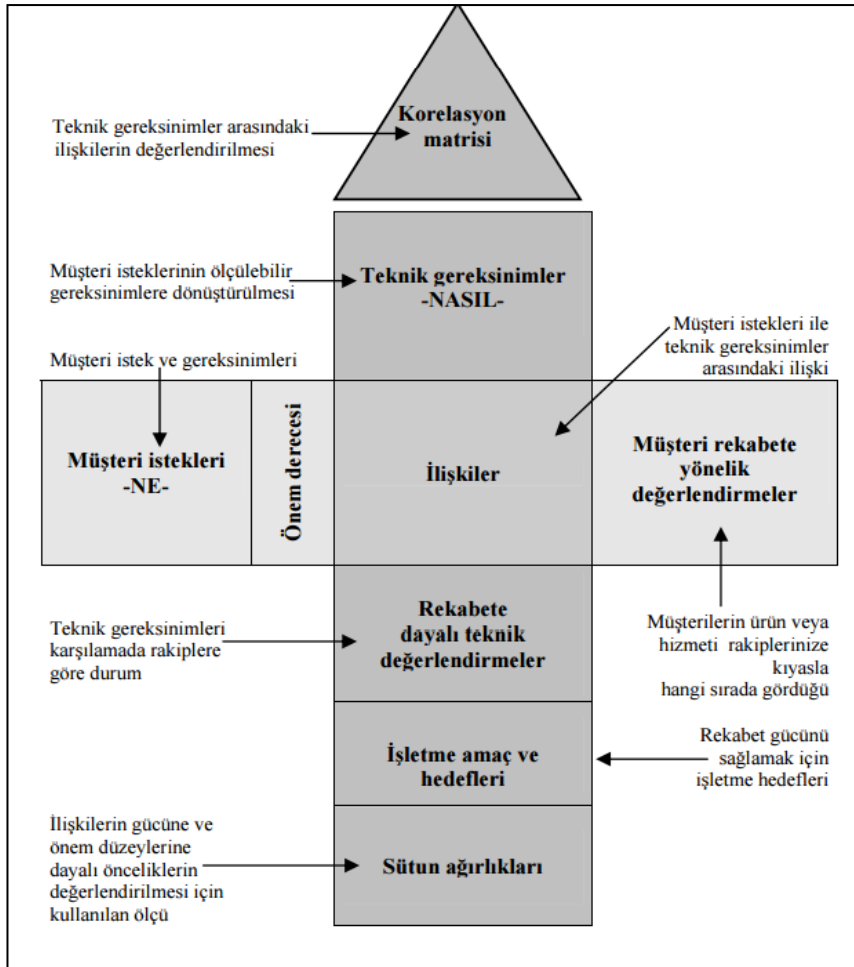 Korelasyon
matrisi
Teknik gereksinimler arasındaki
ilişkilerin değerlendirilmesi
Müşteri isteklerinin ölçülebilir
gereksinimlere dönüştürülmesi
Teknik gereksinimler
-NASIL-
Müşteri istekleri ile
teknik gereksinimler
arasındaki ilişki
Müşteri istek ve gereksinimleri
Müşteri istekleri
-NE-
Önem derecesi
İlişkiler
Müşteri rekabete
yönelik
değerlendirmeler
Teknik gereksinimleri
karşılamada rakiplere
göre durum
Rekabete
dayalı teknik
değerlendirmeler
Müşterilerin ürün veya
hizmeti rakiplerinize
kıyasla
hangi sırada gördüğü
İşletme amaç ve
hedefleri
Rekabet gücünü
sağlamak için
işletme hedefleri
İlişkilerin gücüne ve
önem düzeylerine
dayalı önceliklerin
değerlendirilmesi için
kullanılan ölçü
Sütun ağırlıkları